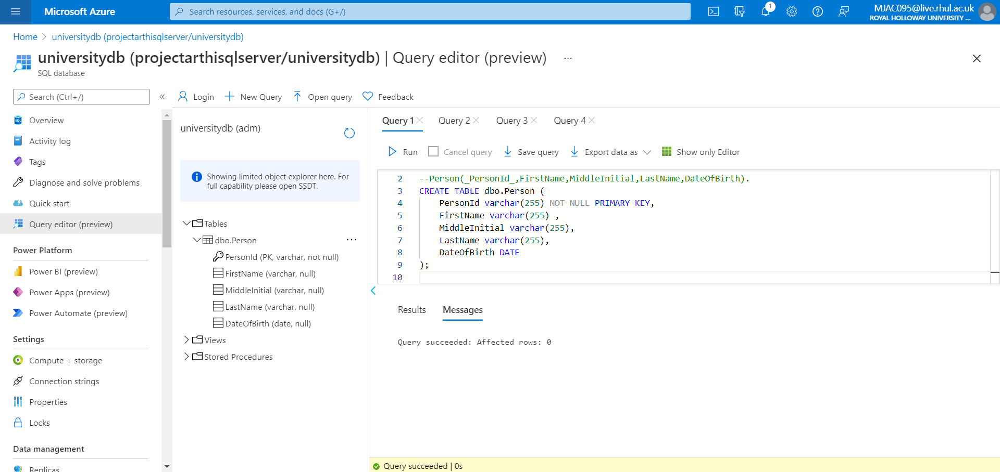 Microsoft Azure
Search resources, services, and docs (G+/)
1
MJAC095@live.rhul.ac.uk
ROYAL HOLLOWAY UNIVERSITY ...
Home > universitydb (projectarthisqlserver/universitydb)
universitydb (projectarthisqlserver/universitydb) | Query editor (preview) ...
SQL database
Search (Ctrl+/)
«
Overview
Activity log
Tags
Diagnose and solve problems
Quick start
Query editor (preview)
Power Platform
Power BI (preview)
Power Apps (preview)
Power Automate (preview)
Settings
Compute + storage
Connection strings
Properties
Locks
Data management
Replicas
Login
New Query
Open query
Feedback
universitydb (adm)
Showing limited object explorer here. For
full capability please open SSDT.
Tables
dbo.Person ...
PersonId (PK, varchar, not null)
FirstName (varchar, null)
MiddleInitial (varchar, null)
LastName (varchar, null)
DateOfBirth (date, null)
Views
Stored Procedures
Query 1 Query 2 Query 3 Query 4
Run Cancel query Save query Export data as Show only Editor
2 --Person(_PersonId_,FirstName,MiddleInitial,LastName,DateOfBirth).
3 CREATE TABLE dbo.Person (
4 PersonId varchar(255) NOT NULL PRIMARY KEY,
5 FirstName varchar(255) ,
6 MiddleInitial varchar(255),
7 LastName varchar(255),
8 DateOfBirth DATE
9 );
10
Results Messages
Query succeeded: Affected rows: 0
Query succeeded | 0s